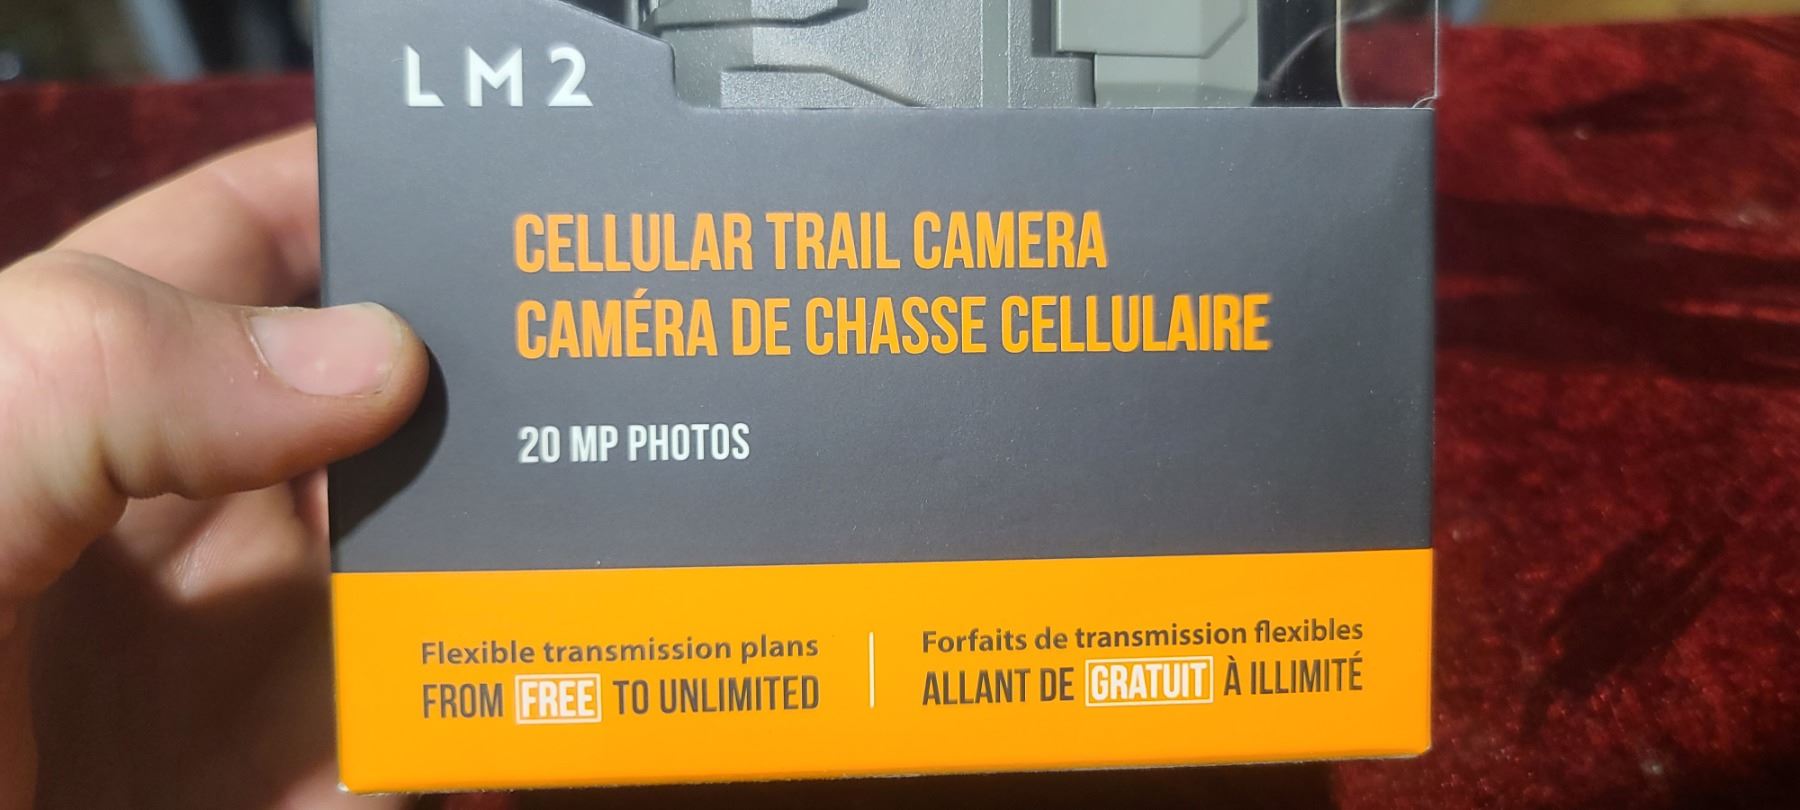 LM2
CELLULAR TRAIL CAMERA
CAMÉRA DE CHASSE CELLULAIRE
20 MP PHOTOS
Flexible transmission plans
FROM FREE TO UNLIMITED
Forfaits de transmission flexibles
ALLANT DE GRATUIT À ILLIMITÉ